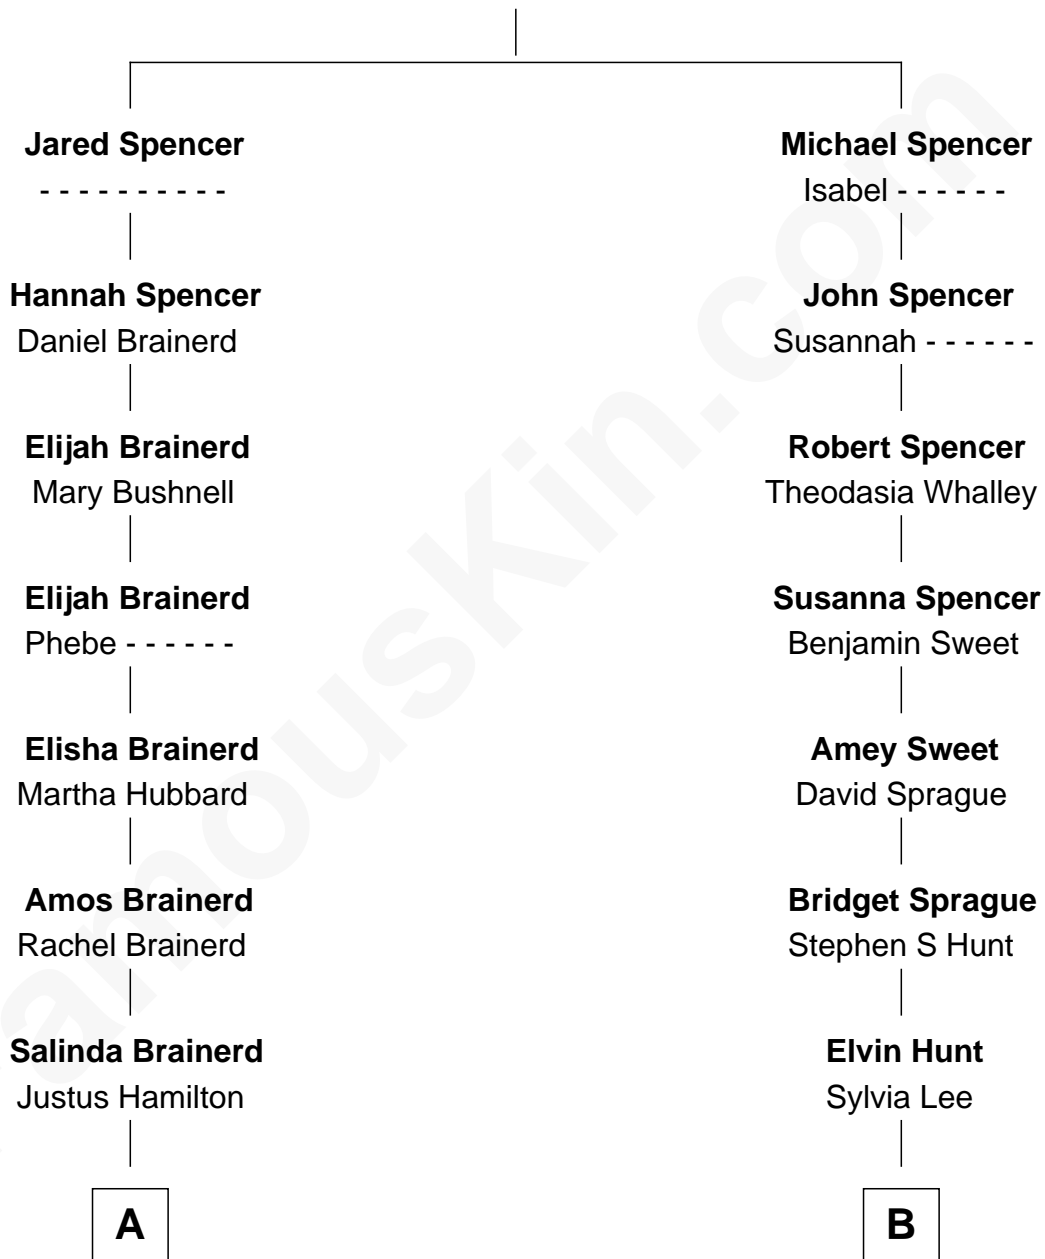 Jared Spencer
- - - - - - - - - -
Michael Spencer
Isabel - - - - - -
Hannah Spencer
Daniel Brainerd
John Spencer
Susannah - - - - - -
Elijah Brainerd
Mary Bushnell
Robert Spencer
Theodasia Whalley
Elijah Brainerd
Phebe - - - - - -
Susanna Spencer
Benjamin Sweet
Elisha Brainerd
Martha Hubbard
Amey Sweet
David Sprague
Amos Brainerd
Rachel Brainerd
Bridget Sprague
Stephen S Hunt
Salinda Brainerd
Justus Hamilton
Elvin Hunt
Sylvia Lee
A
B
amouskin.com